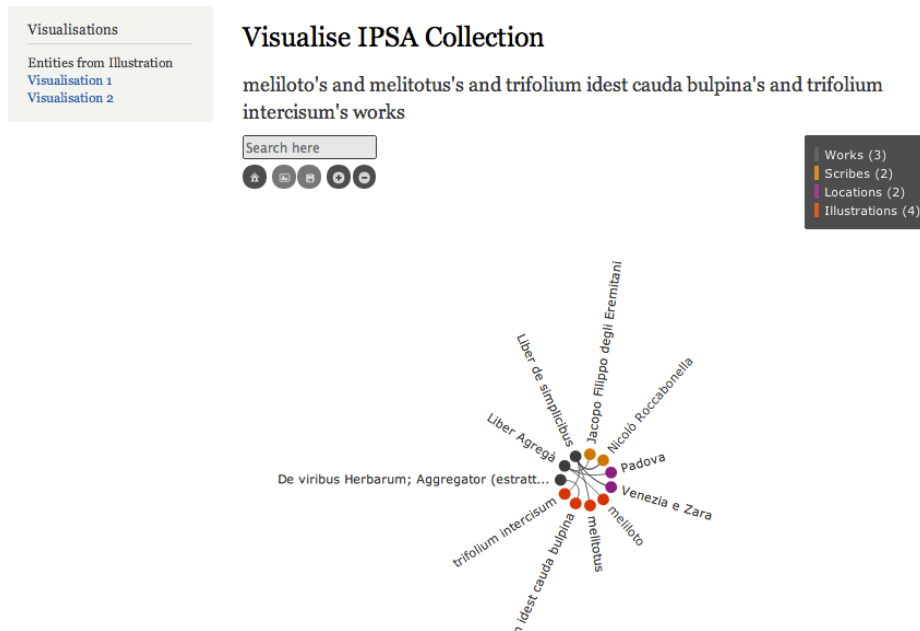 Visualisations
Entities from Illustration
Visualisation 1
Visualisation 2
Visualise IPSA Collection
meliloto's and melitotus's and trifolium idest cauda bulpina's and trifolium
intercisum's works
Search here
Works (3)
Scribes (2)
Locations (2)
Illustrations (4)
Jacopo Filippo degli Eremitani
Liber de simplicibus
Nicolò Roccabonella
Liber Agregà
Padova
De viribus Herbarum; Aggregator (estratt...
Venezia e Zara
trifolium intercisum
meliloto
melitotus
idest cauda bulpina